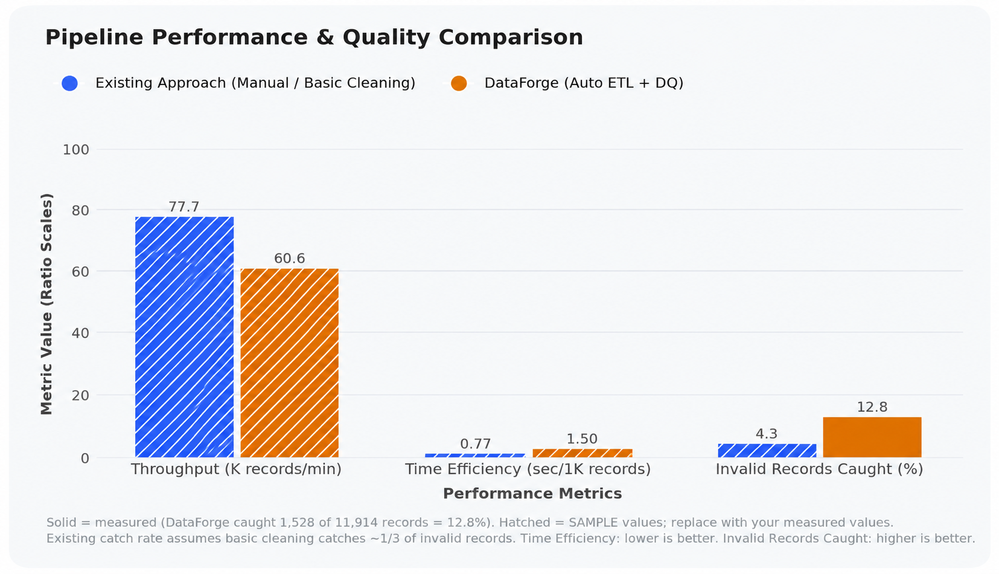 Pipeline Performance & Quality Comparison
Existing Approach (Manual / Basic Cleaning)
DataForge (Auto ETL + DQ)
Metric Value (Ratio Scales)
100
80
60
40
20
0
77.7
60.6
0.77
1.50
4.3
12.8
Throughput (K records/min)
Time Efficiency (sec/1K records)
Invalid Records Caught (%)
Performance Metrics
Solid = measured (DataForge caught 1,528 of 11,914 records = 12.8%). Hatched = SAMPLE values; replace with your measured values.
Existing catch rate assumes basic cleaning catches ~1/3 of invalid records. Time Efficiency: lower is better. Invalid Records Caught: higher is better.